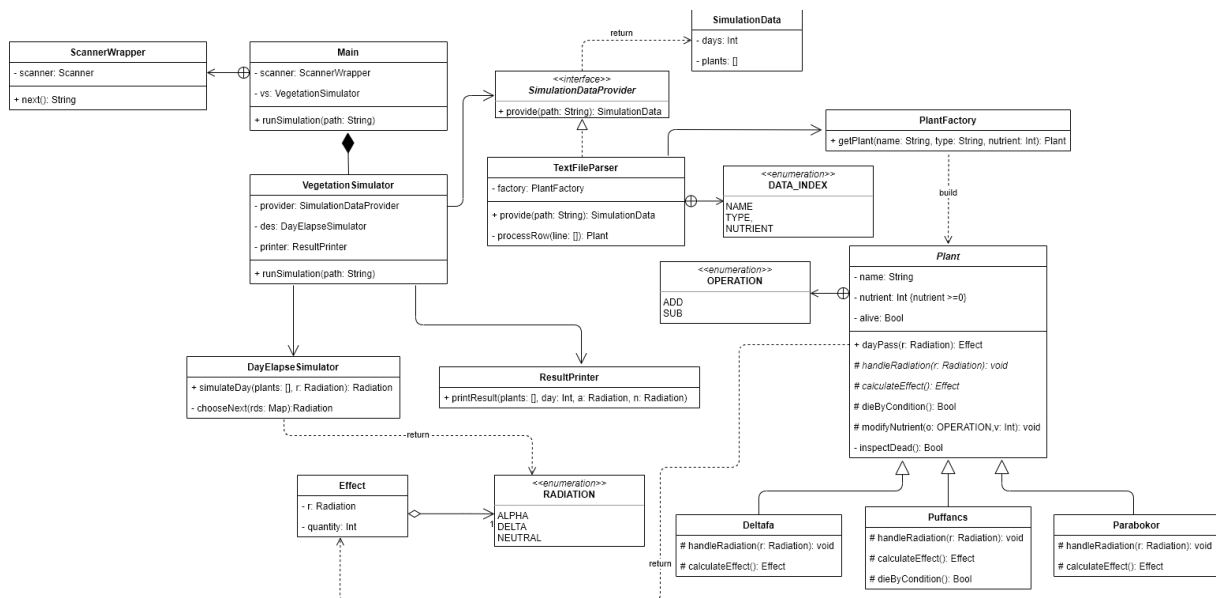 SimulationData
- days: Int
- plants: []
return
ScannerWrapper
- scanner: Scanner
+ next(): String
Main
- scanner: ScannerWrapper
- vs: VegetationSimulator
+ runSimulation(path: String)
<<interface>>
SimulationDataProvider
+ provide(path: String): SimulationData
PlantFactory
+ getPlant(name: String, type: String, nutrient: Int): Plant
build
VegetationSimulator
- provider: SimulationDataProvider
- des: DayElapseSimulator
- printer: ResultPrinter
+ runSimulation(path: String)
TextFileParser
- factory: PlantFactory
+ provide(path: String): SimulationData
- processRow(line: []): Plant
<<enumeration>>
DATA_INDEX
NAME
TYPE,
NUTRIENT
<<enumeration>>
OPERATION
ADD
SUB
Plant
- name: String
- nutrient: Int {nutrient >=0}
- alive: Bool
+ dayPass(r: Radiation): Effect
# handleRadiation(r: Radiation): void
# calculateEffect(): Effect
# dieByCondition(): Bool
# modifyNutrient(o: OPERATION,v: Int): void
- inspectDead(): Bool
DayElapseSimulator
+ simulateDay(plants: [], r: Radiation): Radiation
- chooseNext(rds: Map):Radiation
return
ResultPrinter
+ printResult(plants: [], day: Int, a: Radiation, n: Radiation)
Effect
- r: Radiation
- quantity: Int
1
<<enumeration>>
RADIATION
ALPHA
DELTA
NEUTRAL
return
Deltafa
# handleRadiation(r: Radiation): void
# calculateEffect(): Effect
Puffancs
# handleRadiation(r: Radiation): void
# calculateEffect(): Effect
# dieByCondition(): Bool
Parabokor
# handleRadiation(r: Radiation): void
# calculateEffect(): Effect